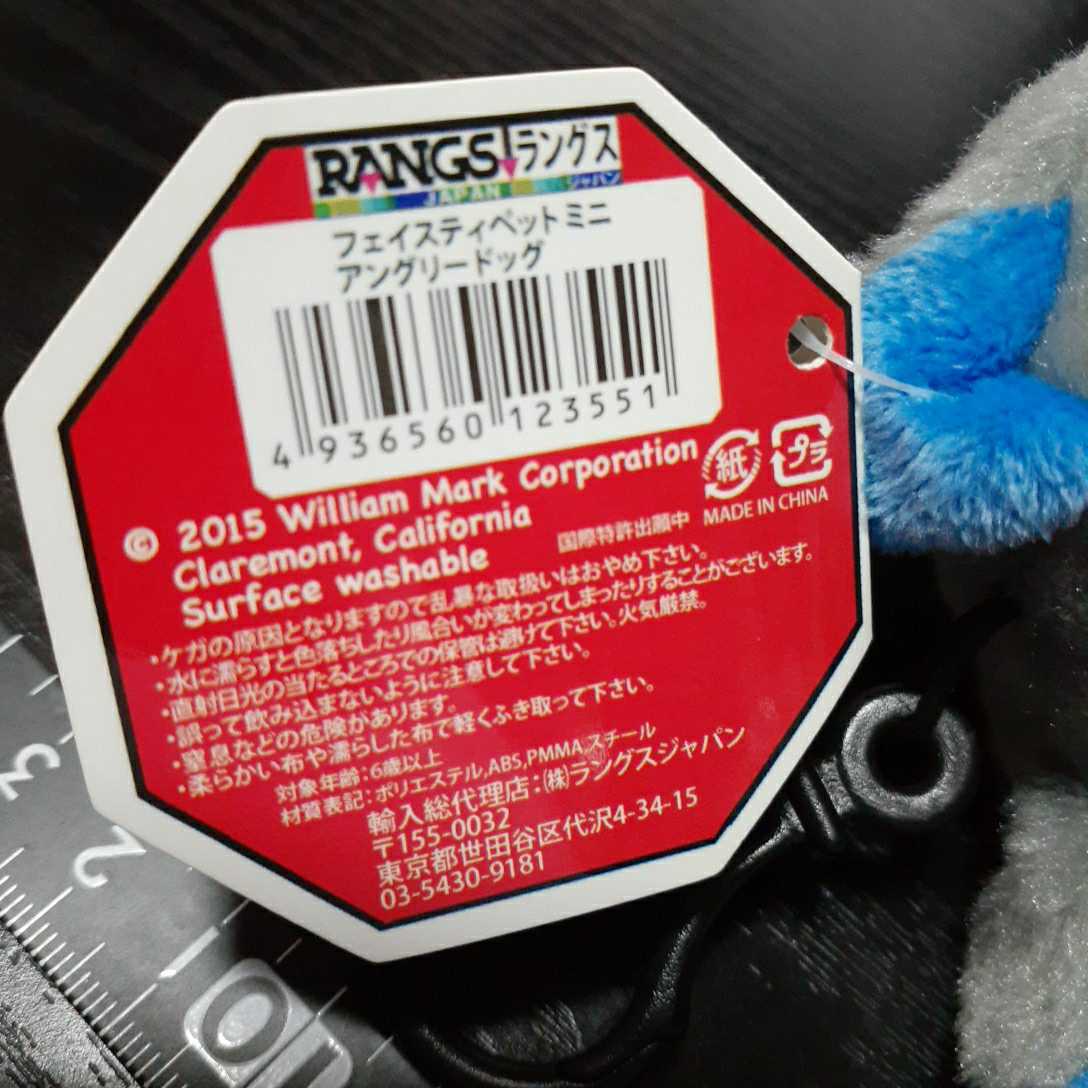 RANGS ラングス
JAPAN ジャパン
フェイスティペット ミニ
アングリードッグ
4 936560 123551
© 2015 William Mark Corporation
Claremont, California
Surface washable
紙 プラ
MADE IN CHINA
国際特許出願中
・ケガの原因となりますので乱暴な取扱いはおやめ下さい。
・水に濡らすと色落ちしたり風合いが変わってしまったりすることがございます。
・直射日光の当たるところでの保管は避けて下さい。火気厳禁。
・誤って飲み込まないように注意して下さい。
・窒息などの危険があります。
・柔らかい布や濡らした布で軽くふき取って下さい。
対象年齢：6歳以上
材質表記：ポリエステル,ABS,PMMA,スチール
輸入総代理店：㈱ラングスジャパン
〒155-0032
東京都世田谷区代沢4-34-15
03-5430-9181
3
2
0